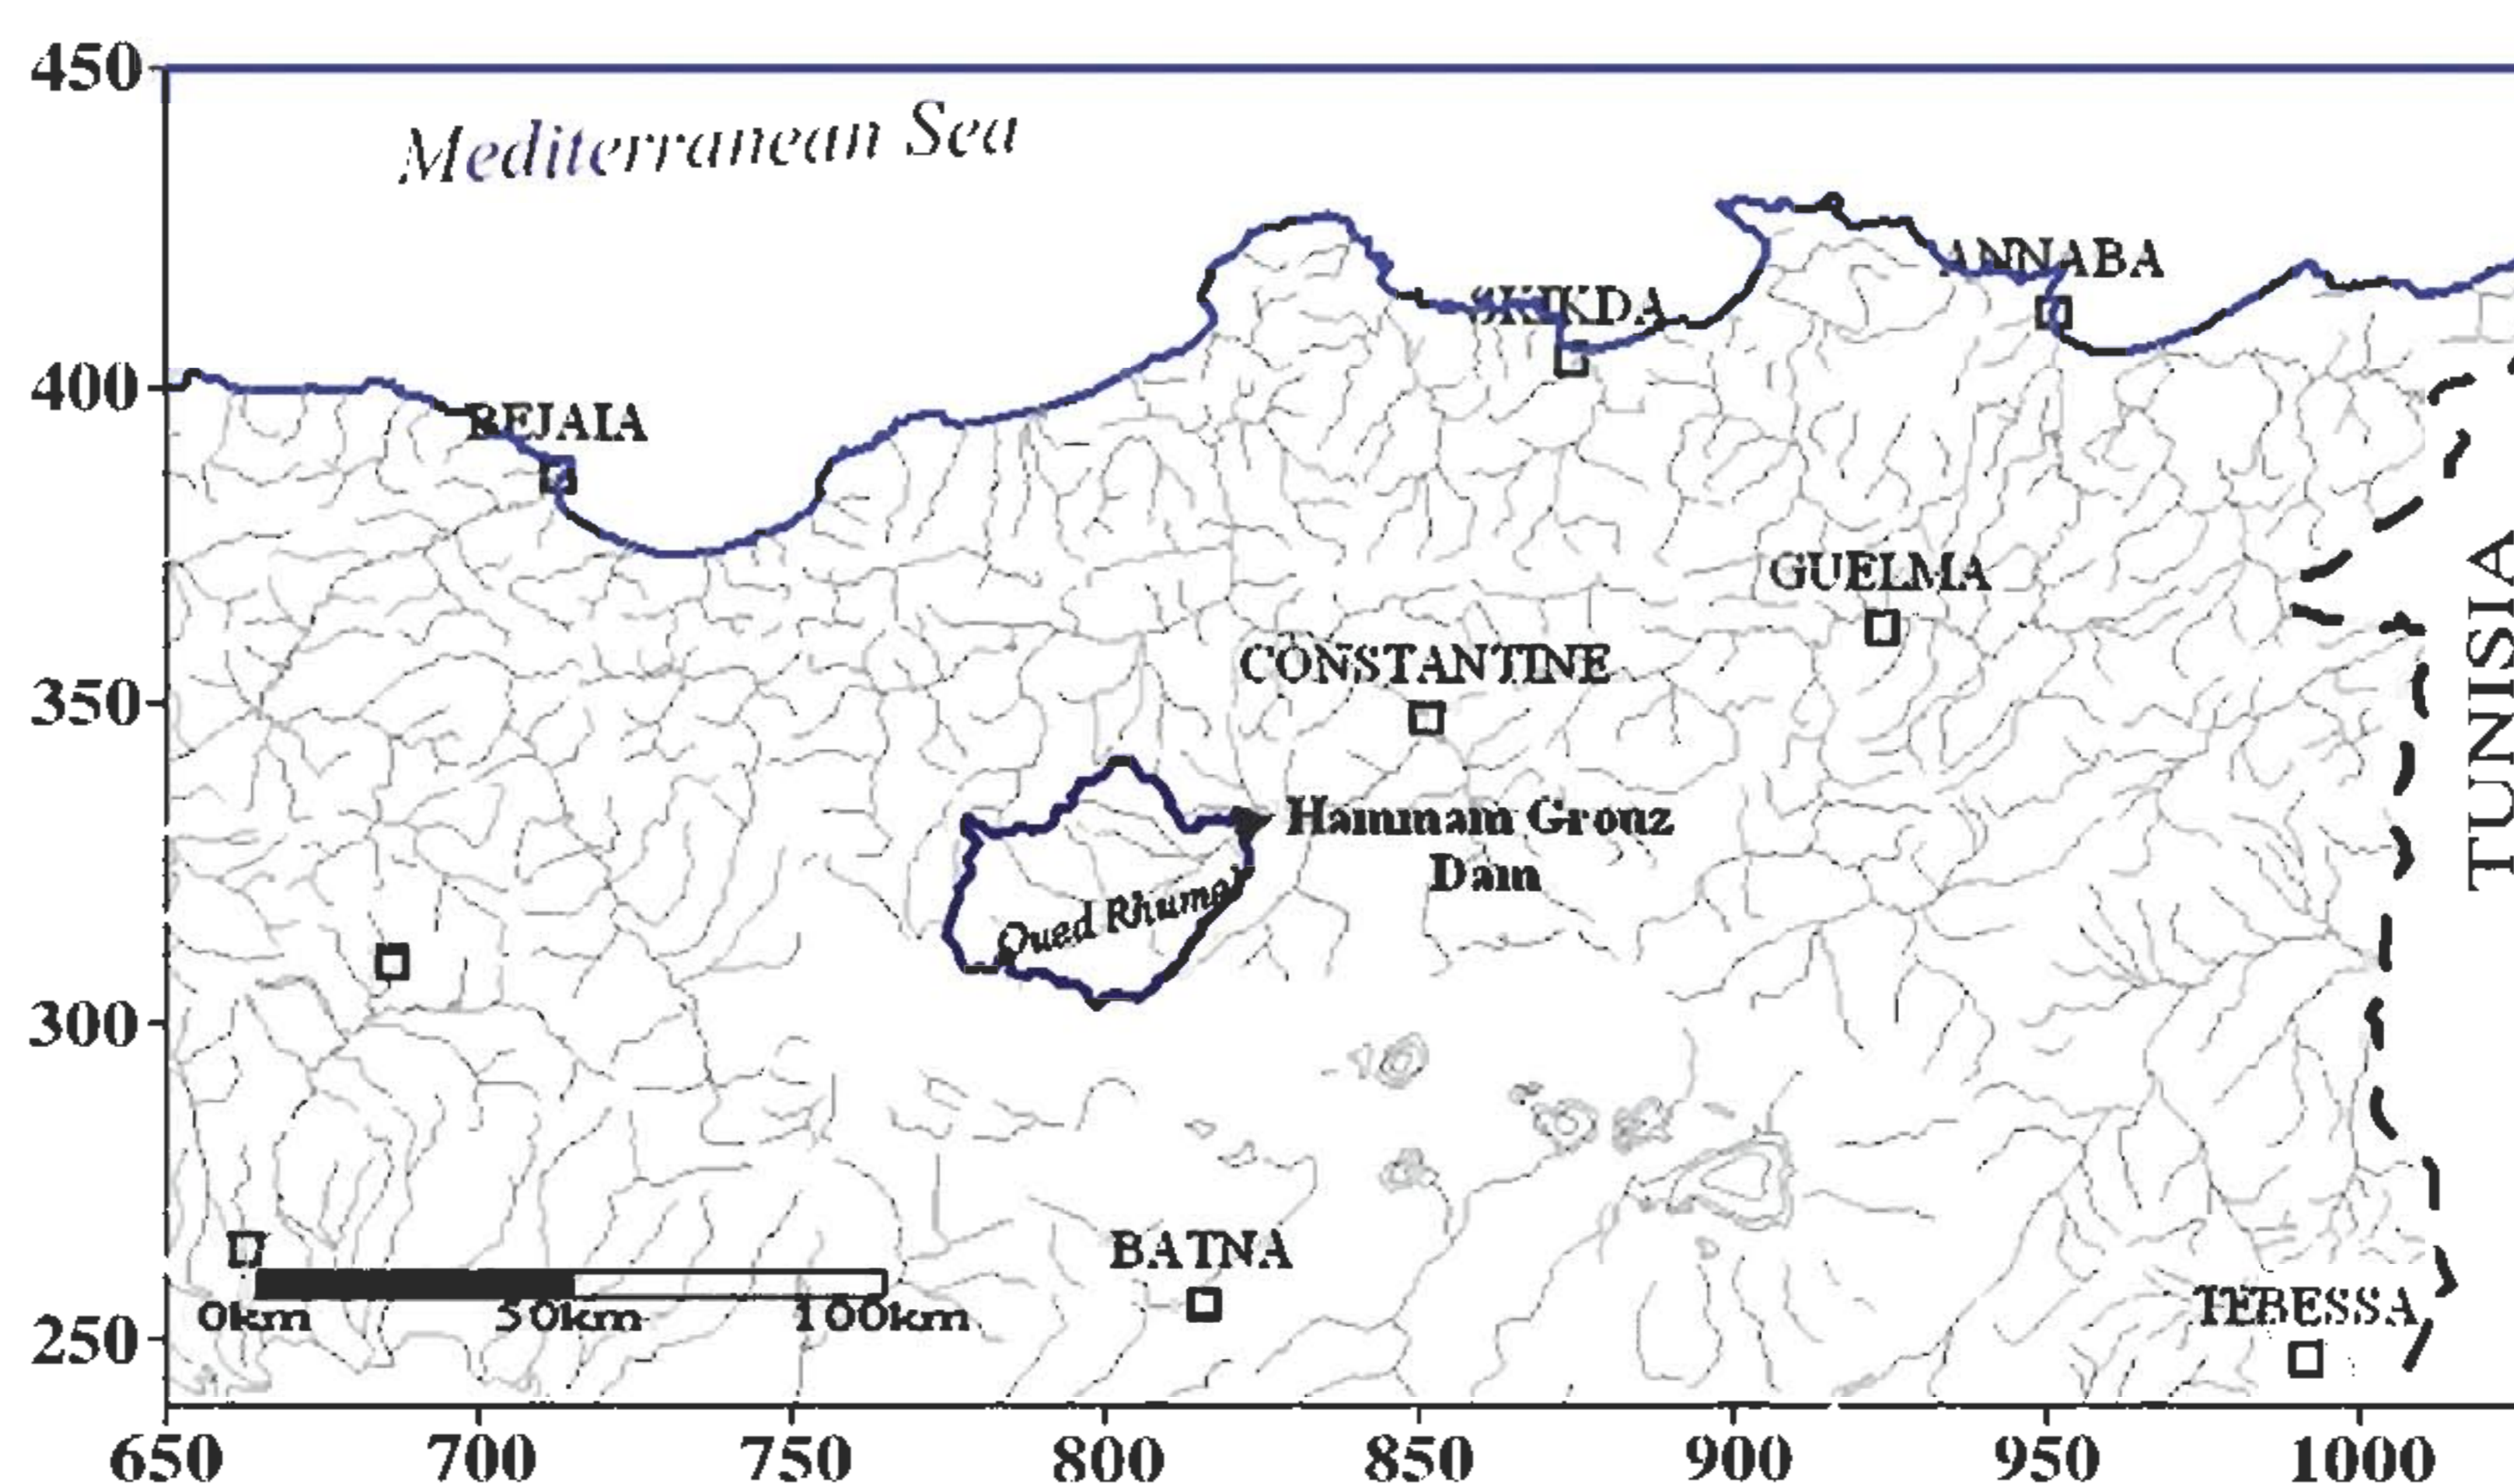 450
Mediterranean Sea
ANNABA
SKIKDA
400
BEJAIA
GUELMA
TUNISIA
CONSTANTINE
350
Hammam Grouz
Dam
Oued Rhumel
300
BATNA
TEBESSA
0km 50km 100km
250
650 700 750 800 850 900 950 1000